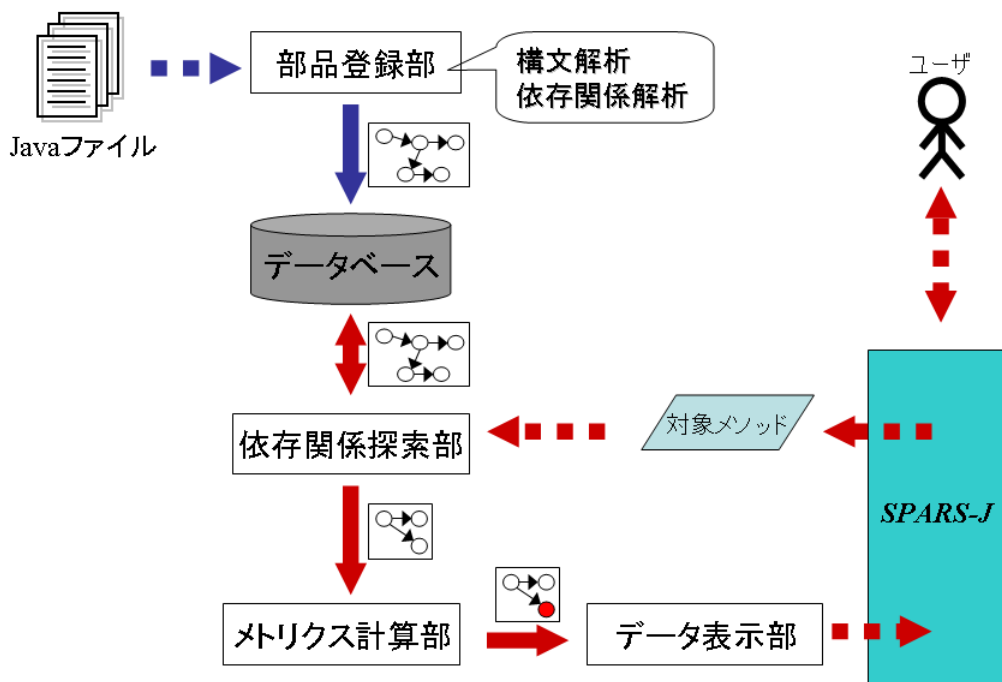 部品登録部
構文解析
依存関係解析
ユーザ
Javaファイル
データベース
対象メソッド
依存関係探索部
SPARS-J
メトリクス計算部
データ表示部